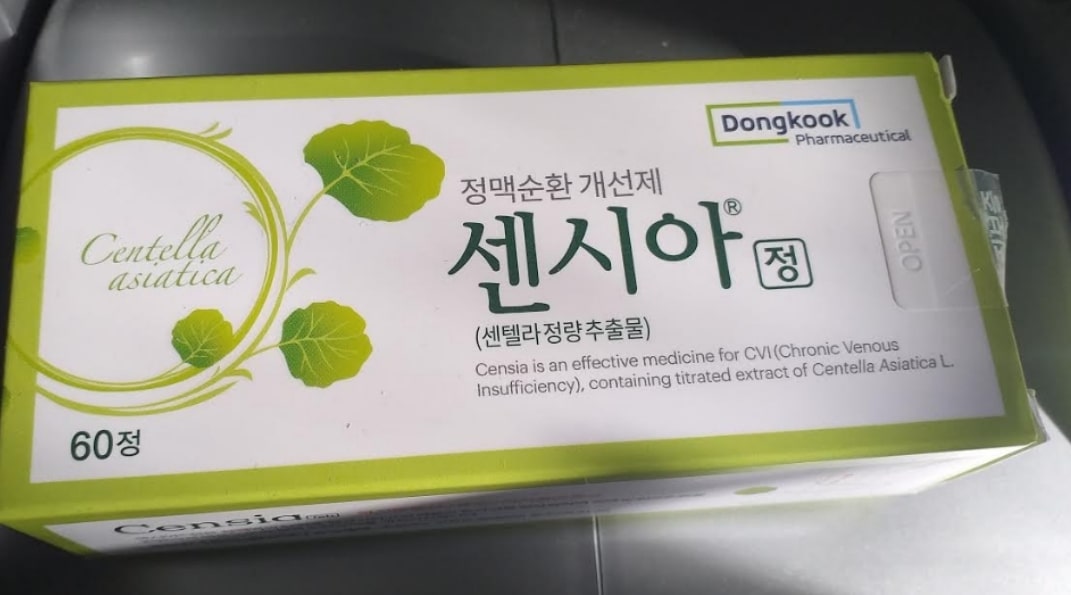 Dongkook
Pharmaceutical
Centella
asiatica
정맥순환 개선제
센시아® 정
(센텔라정량추출물)
Censia is an effective medicine for CVI(Chronic Venous
Insufficiency), containing titrated extract of Centella Asiatica L.
60정
OPEN
Censia